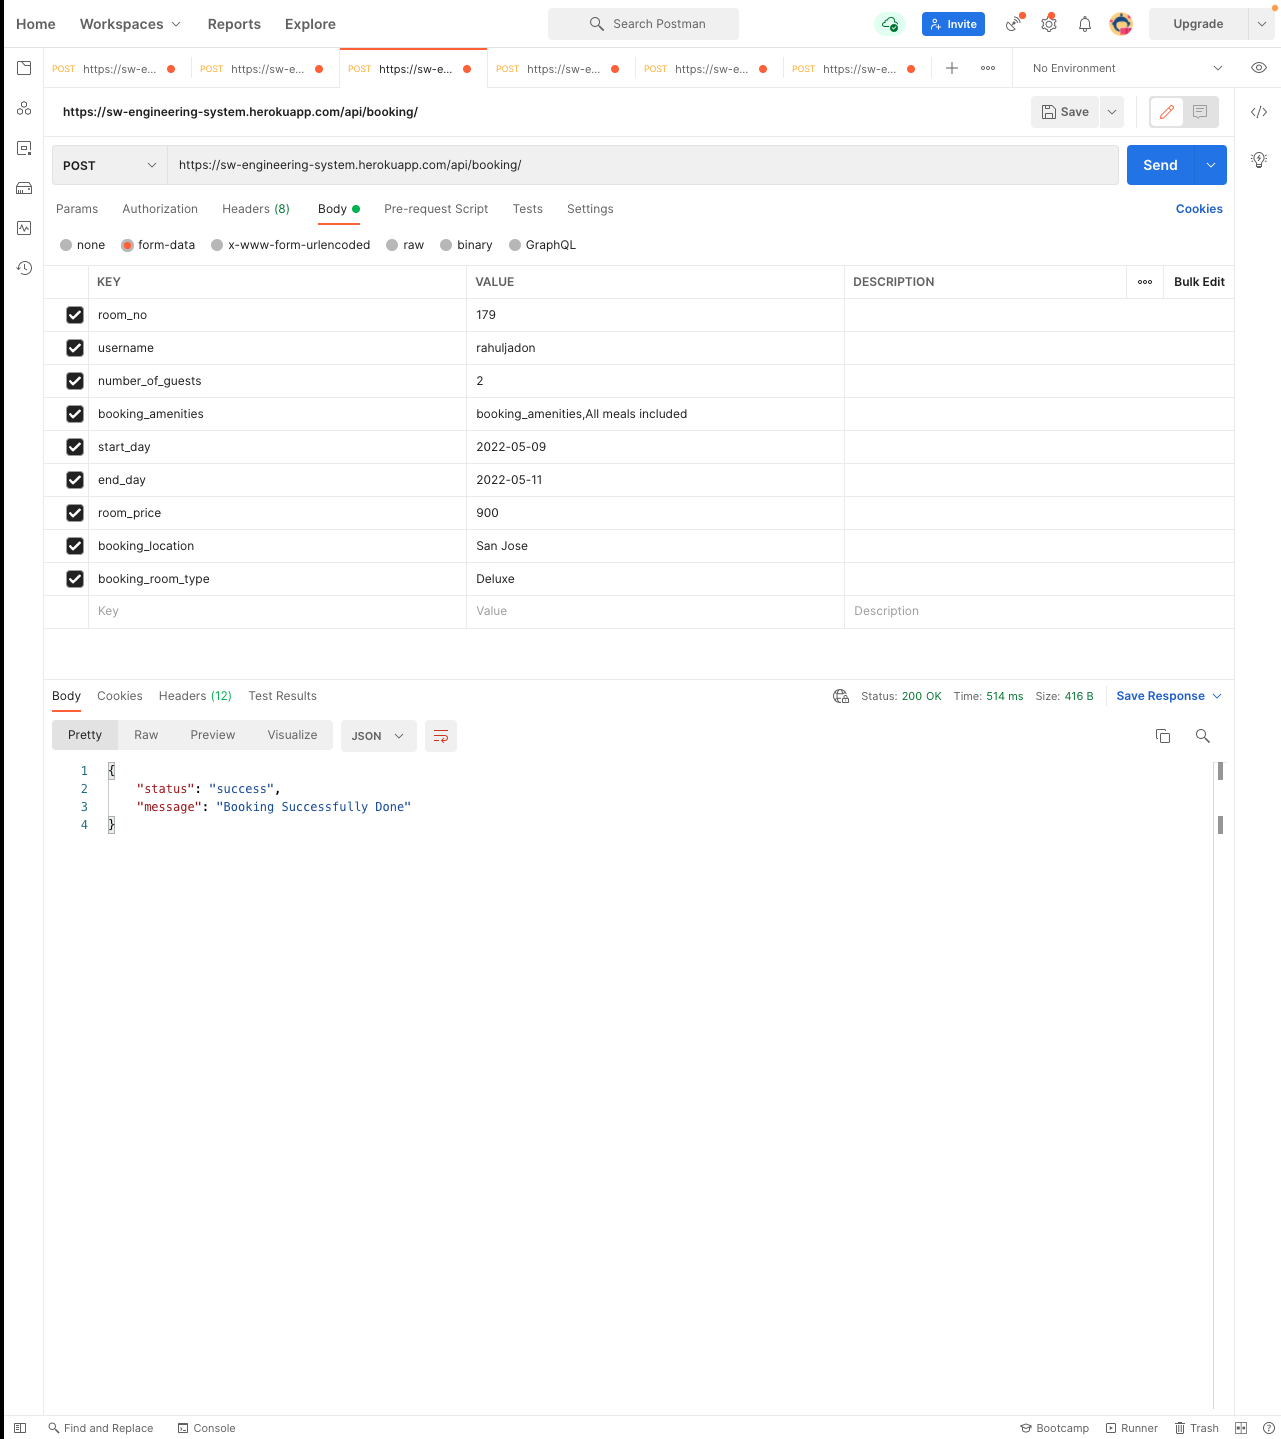 Home Workspaces Reports Explore Search Postman Invite Upgrade
POST https://sw-e... POST https://sw-e... POST https://sw-e... POST https://sw-e... POST https://sw-e... POST https://sw-e... No Environment
https://sw-engineering-system.herokuapp.com/api/booking/ Save
POST https://sw-engineering-system.herokuapp.com/api/booking/ Send
Params Authorization Headers (8) Body Pre-request Script Tests Settings Cookies
none form-data x-www-form-urlencoded raw binary GraphQL
KEY VALUE DESCRIPTION Bulk Edit
room_no 179
username rahuljadon
number_of_guests 2
booking_amenities booking_amenities,All meals included
start_day 2022-05-09
end_day 2022-05-11
room_price 900
booking_location San Jose
booking_room_type Deluxe
Key Value Description
Body Cookies Headers (12) Test Results Status: 200 OK Time: 514 ms Size: 416 B Save Response
Pretty Raw Preview Visualize JSON
1 {
2 "status": "success",
3 "message": "Booking Successfully Done"
4 }
Find and Replace Console Bootcamp Runner Trash